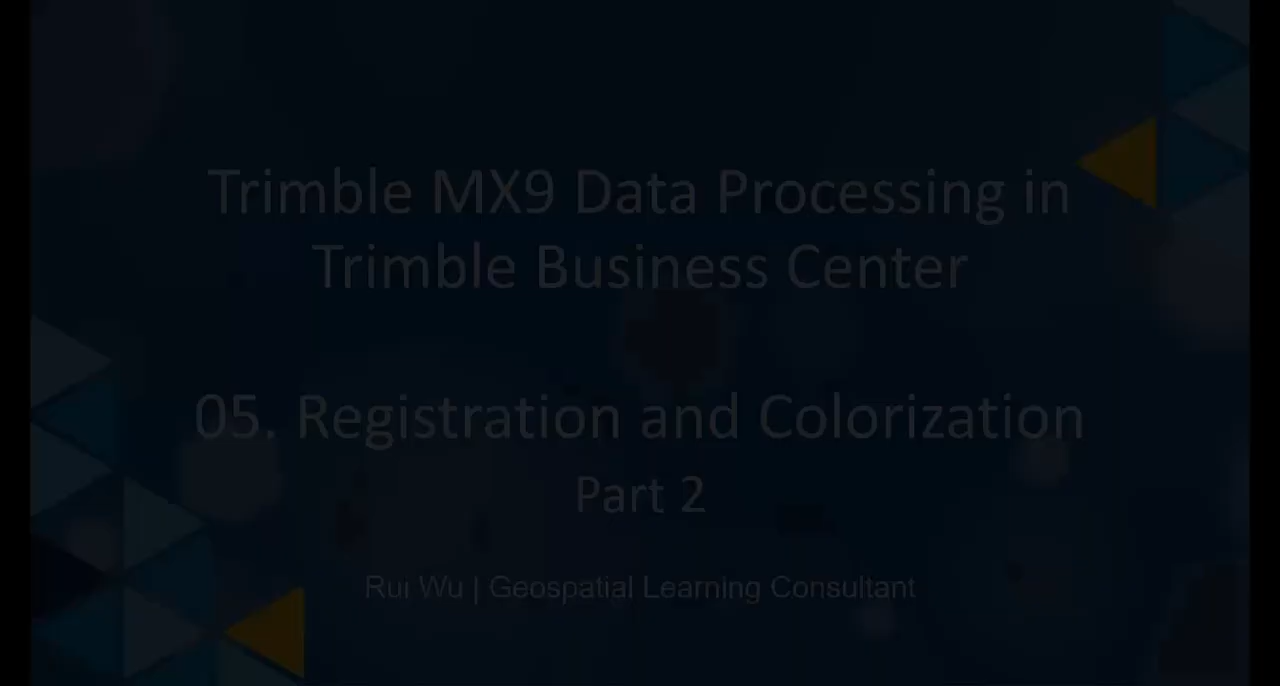 Trimble MX9 Data Processing in
Trimble Business Center
05. Registration and Colorization
Part 2
Rui Wu | Geospatial Learning Consultant